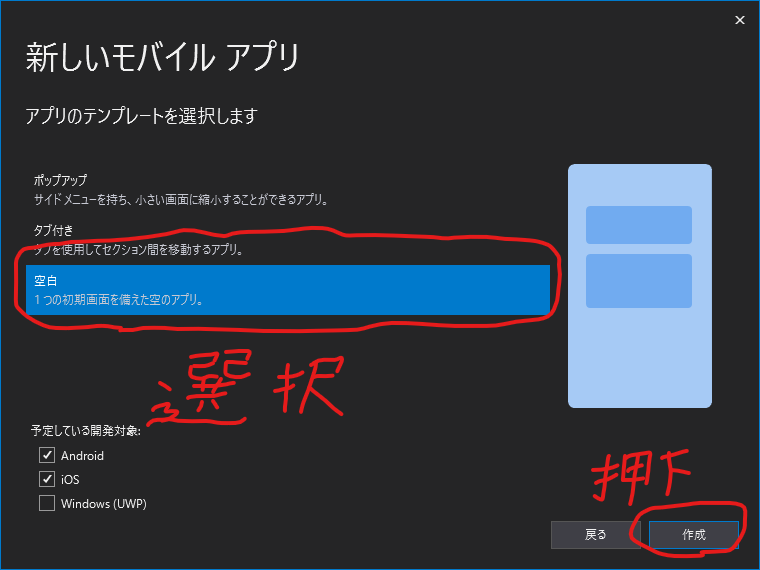 新しいモバイル アプリ
アプリのテンプレートを選択します
ポップアップ
サイドメニューを持ち、小さい画面に縮小することができるアプリ。
タブ付き
タブを使用してセクション間を移動するアプリ。
空白
1 つの初期画面を備えた空のアプリ。
選択
予定している開発対象:
Android
iOS
Windows (UWP)
押下
戻る
作成